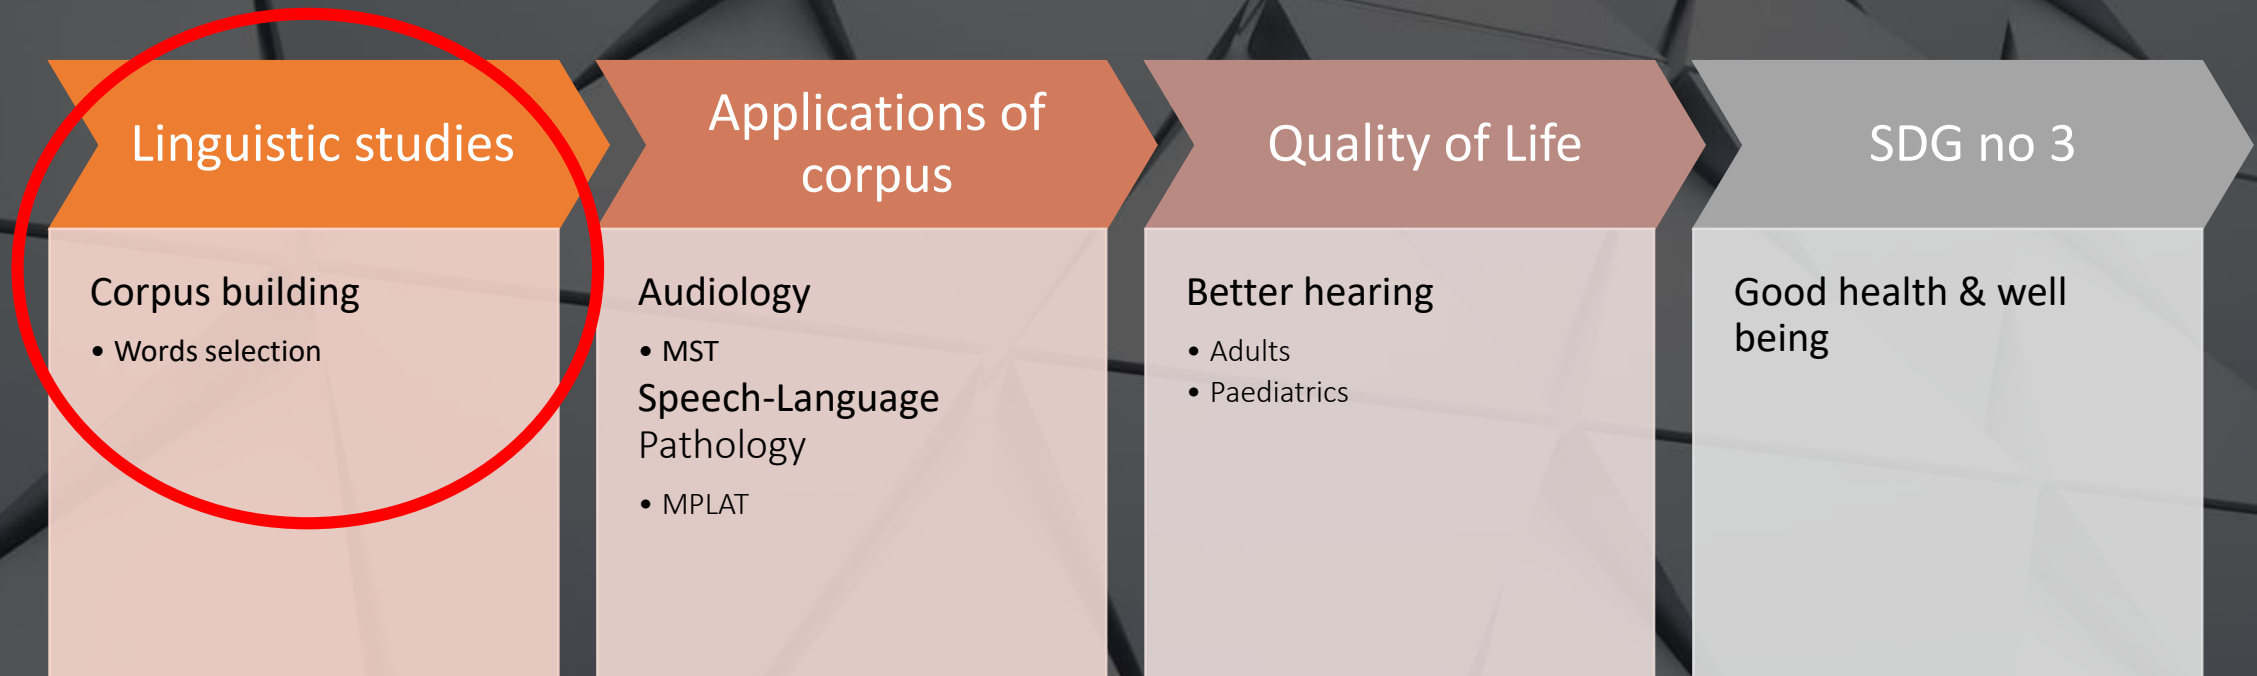 Linguistic studies
Corpus building
• Words selection
Applications of
corpus
Audiology
• MST
Speech-Language
Pathology
• MPLAT
Quality of Life
Better hearing
• Adults
• Paediatrics
SDG no 3
Good health & well
being